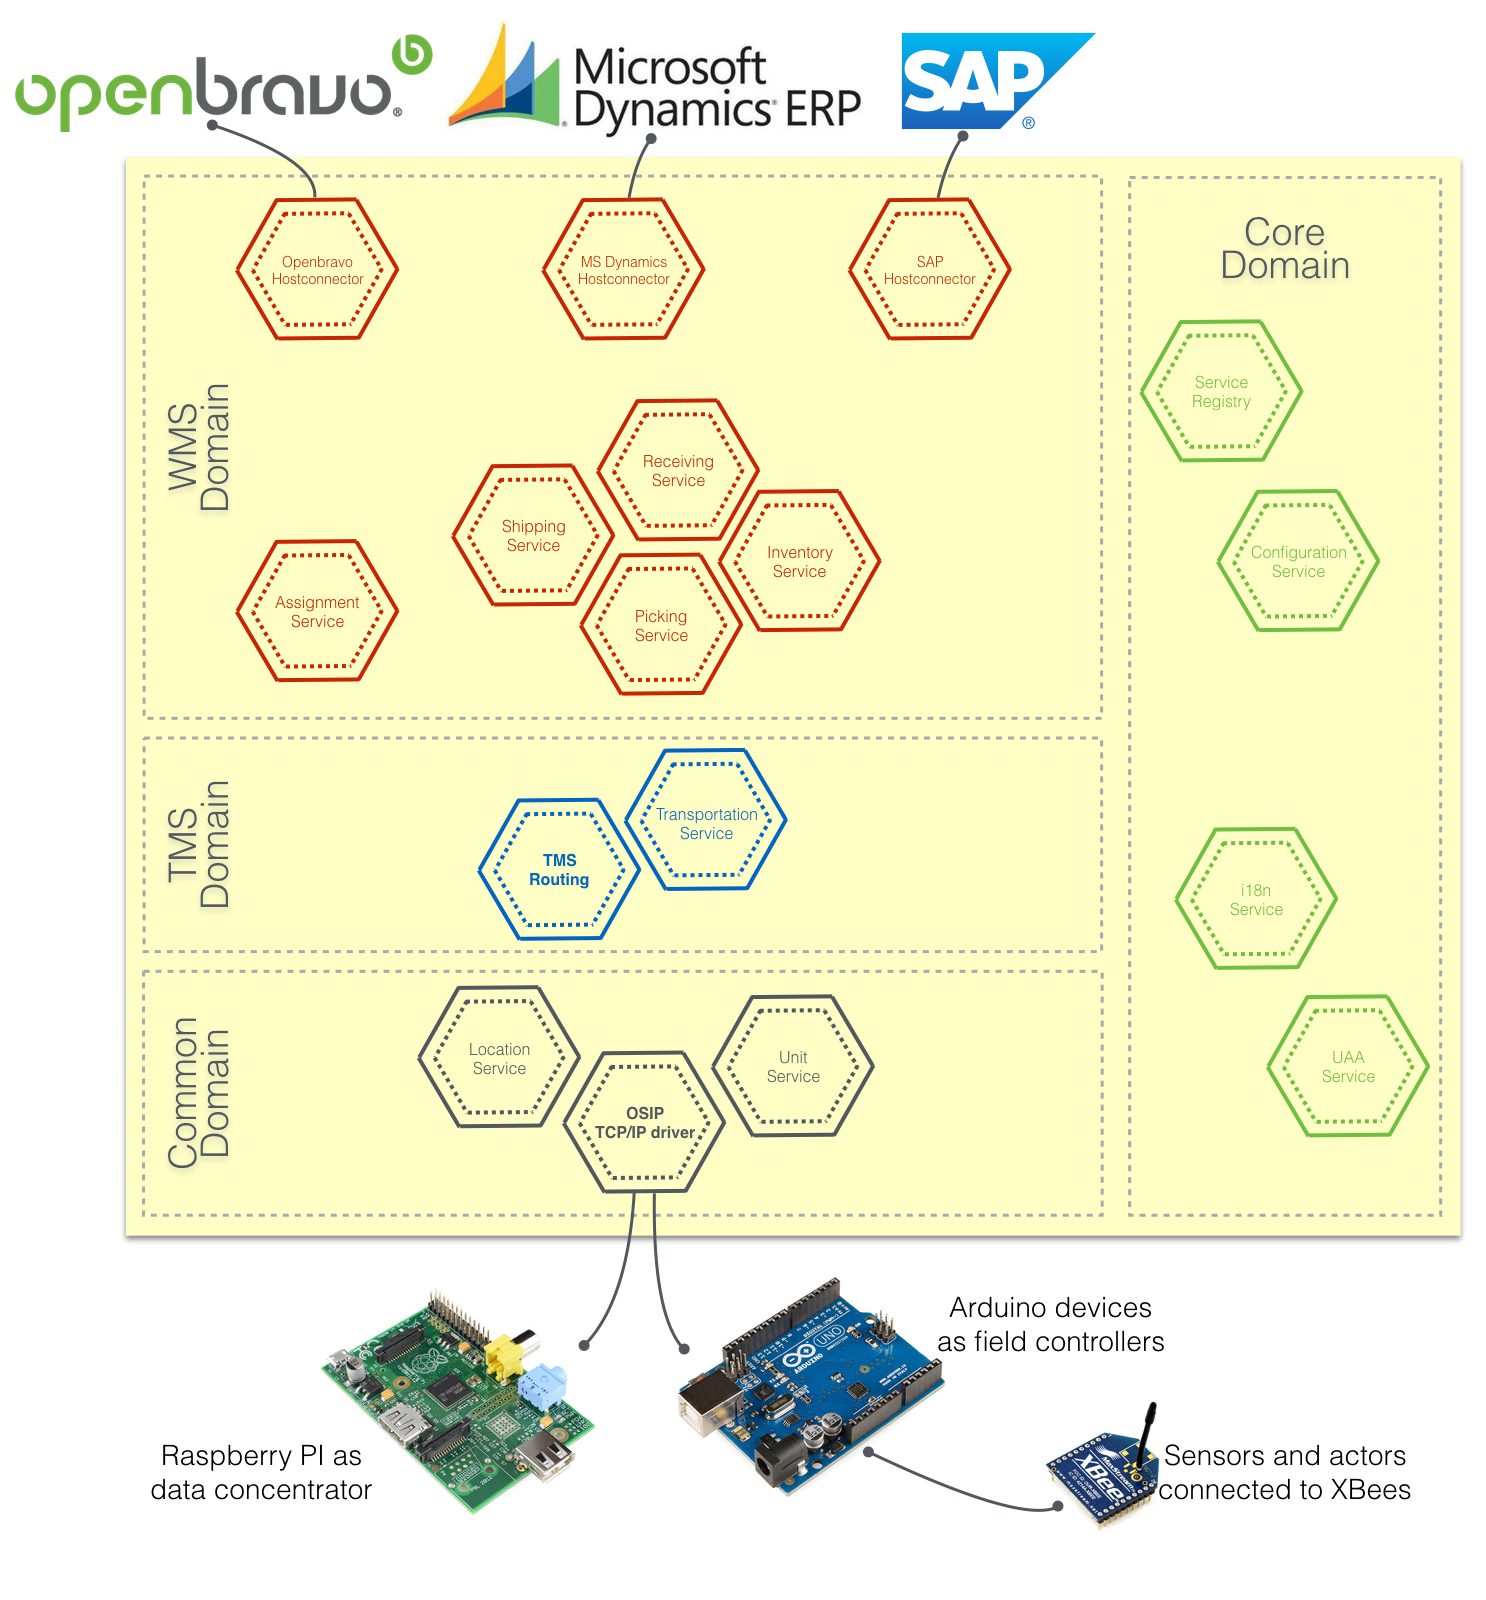 openbravo®
Microsoft
Dynamics® ERP
SAP
®
Openbravo
Hostconnector
MS Dynamics
Hostconnector
SAP
Hostconnector
Core
Domain
WMS
Domain
Service
Registry
Receiving
Service
Shipping
Service
Inventory
Service
Configuration
Service
Assignment
Service
Picking
Service
TMS
Domain
Transportation
Service
TMS
Routing
i18n
Service
Common
Domain
Location
Service
Unit
Service
UAA
Service
OSIP
TCP/IP driver
Arduino devices
as field controllers
UNO
ARDUINO
Raspberry PI as
data concentrator
XBee
Sensors and actors
connected to XBees